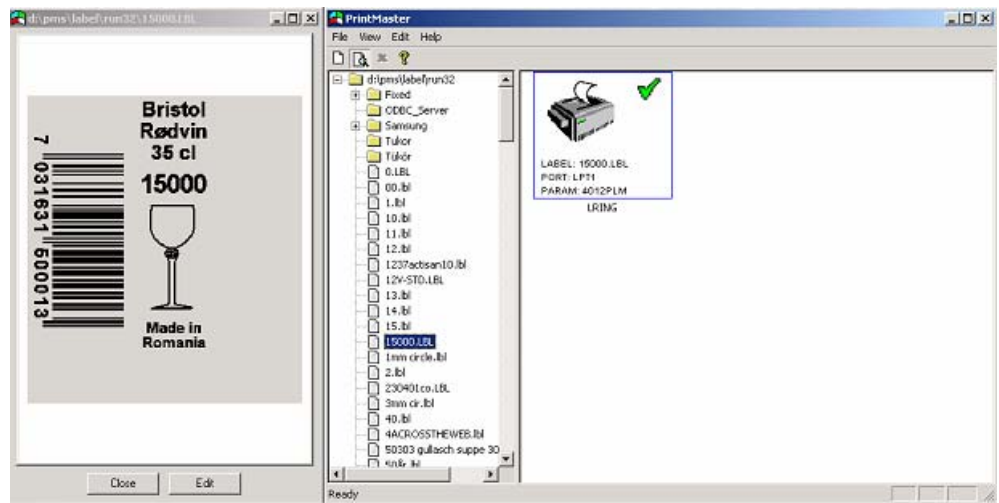 d:\pms\label\run32\15000.LBL
Bristol
Rødvin
35 cl
15000
7 031631 500013
Made in
Romania
Close
Edit
PrintMaster
File View Edit Help
d:\pms\label\run32
Fixed
ODBC_Server
Samsung
Tukor
Tükör
0.LBL
00.lbl
1.lbl
10.lbl
11.lbl
12.lbl
1237actisan10.lbl
12V-STD.LBL
13.lbl
14.lbl
15.lbl
15000.LBL
1mm circle.lbl
2.lbl
230401co.LBL
3mm cir.lbl
40.lbl
4ACROSSTHEWEB.lbl
50303 gullasch suppe 30
LABEL: 15000.LBL
PORT: LPT1
PARAM: 4012PLM
LRING
Ready